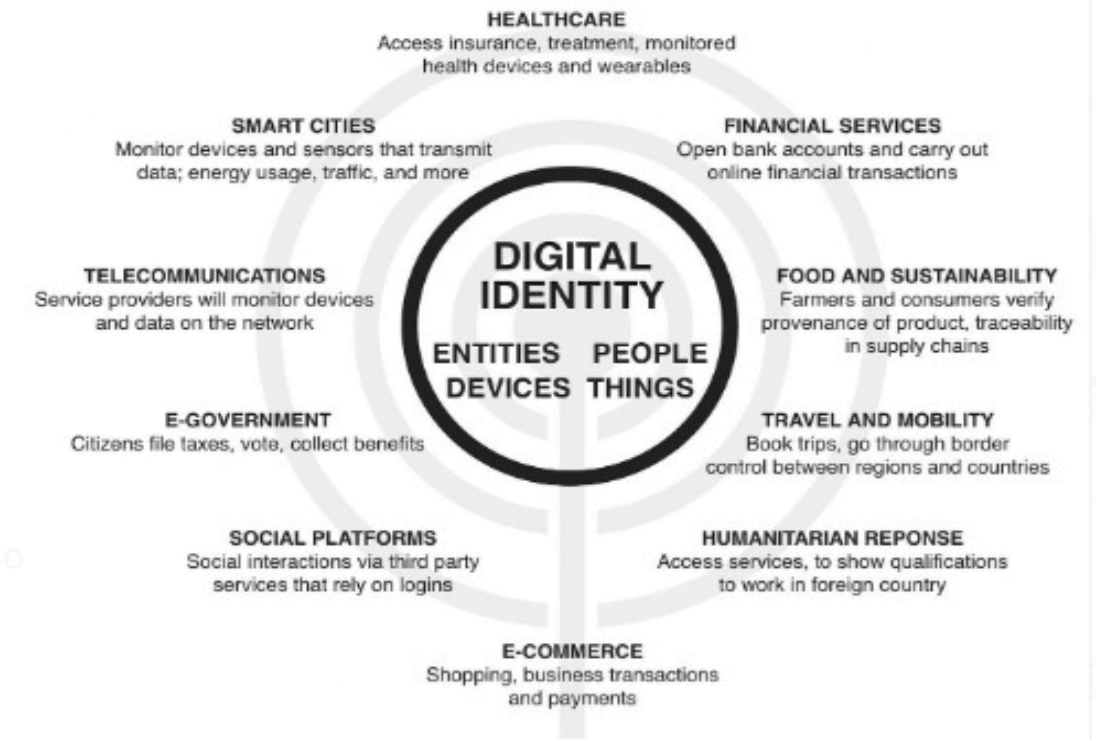 HEALTHCARE
Access insurance, treatment, monitored
health devices and wearables
SMART CITIES
Monitor devices and sensors that transmit
data; energy usage, traffic, and more
FINANCIAL SERVICES
Open bank accounts and carry out
online financial transactions
DIGITAL
IDENTITY
ENTITIES PEOPLE
DEVICES THINGS
TELECOMMUNICATIONS
Service providers will monitor devices
and data on the network
FOOD AND SUSTAINABILITY
Farmers and consumers verify
provenance of product, traceability
in supply chains
E-GOVERNMENT
Citizens file taxes, vote, collect benefits
TRAVEL AND MOBILITY
Book trips, go through border
control between regions and countries
SOCIAL PLATFORMS
Social interactions via third party
services that rely on logins
HUMANITARIAN REPONSE
Access services, to show qualifications
to work in foreign country
E-COMMERCE
Shopping, business transactions
and payments